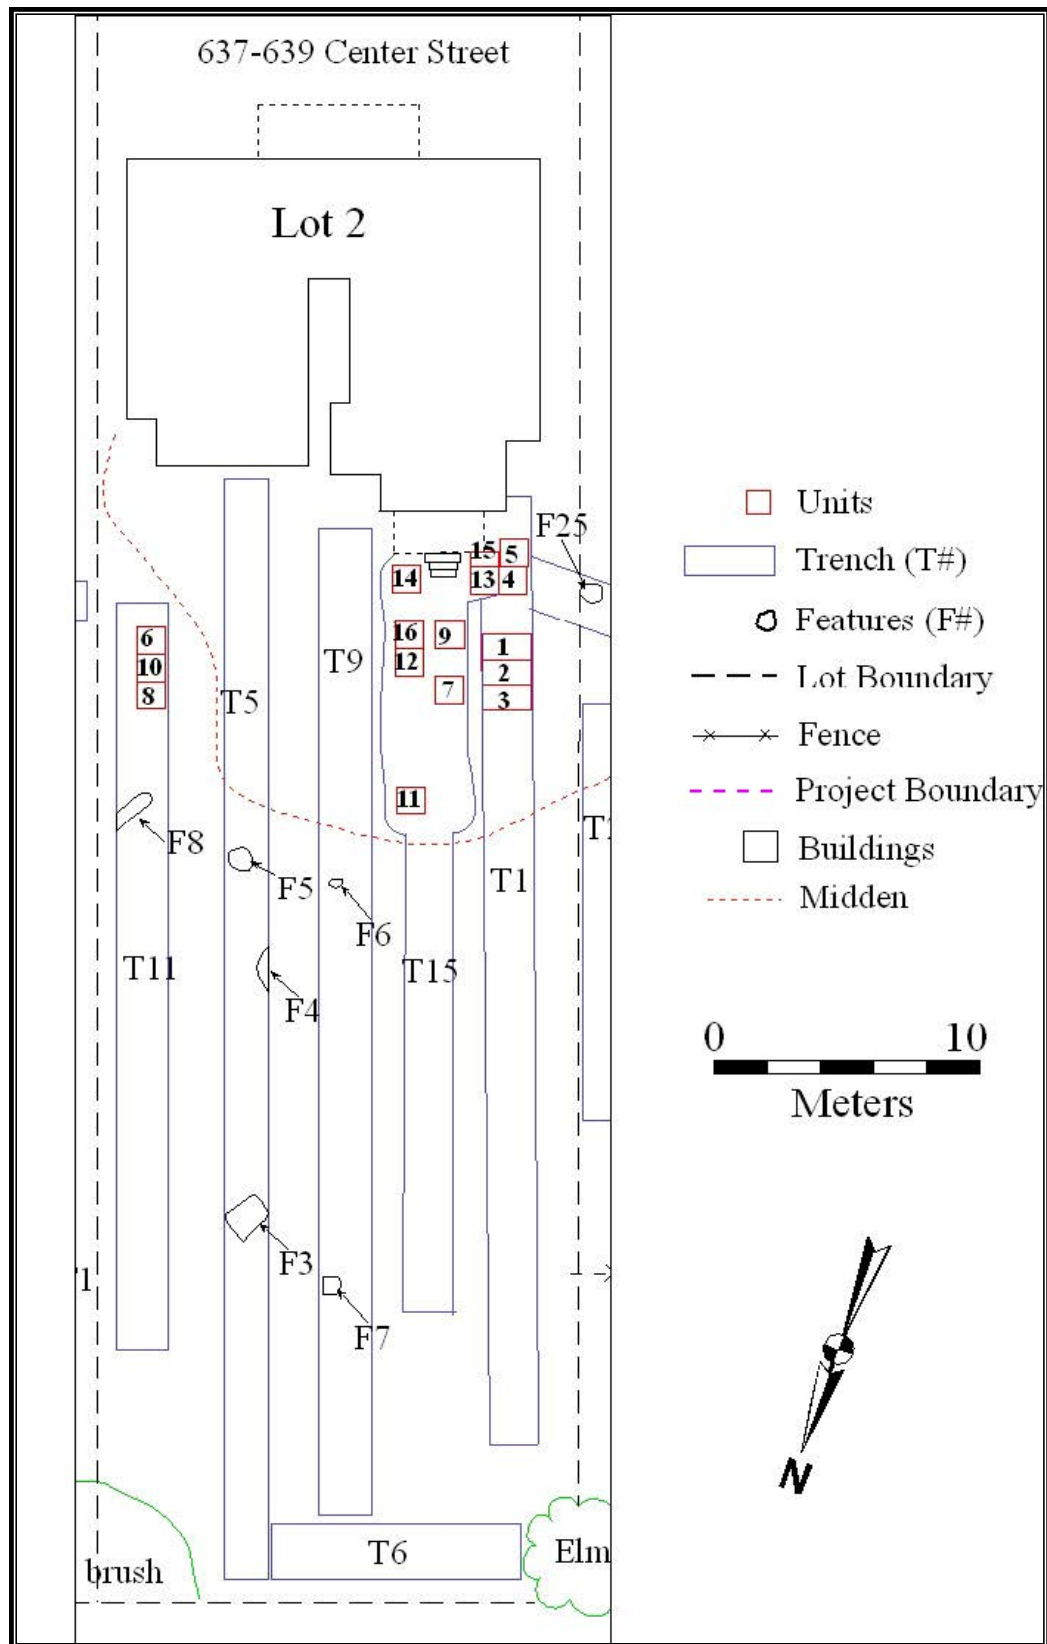 637-639 Center Street
Lot 2
F25
15 5
14 13 4
16 9
12
1
2
7
3
6
10
8
T9
T5
11
F8
F5
F6
T1
T11
T15
F4
F3
F7
T6
brush
Elm
Units
Trench (T#)
Features (F#)
Lot Boundary
Fence
Project Boundary
Buildings
Midden
0 10
Meters
N